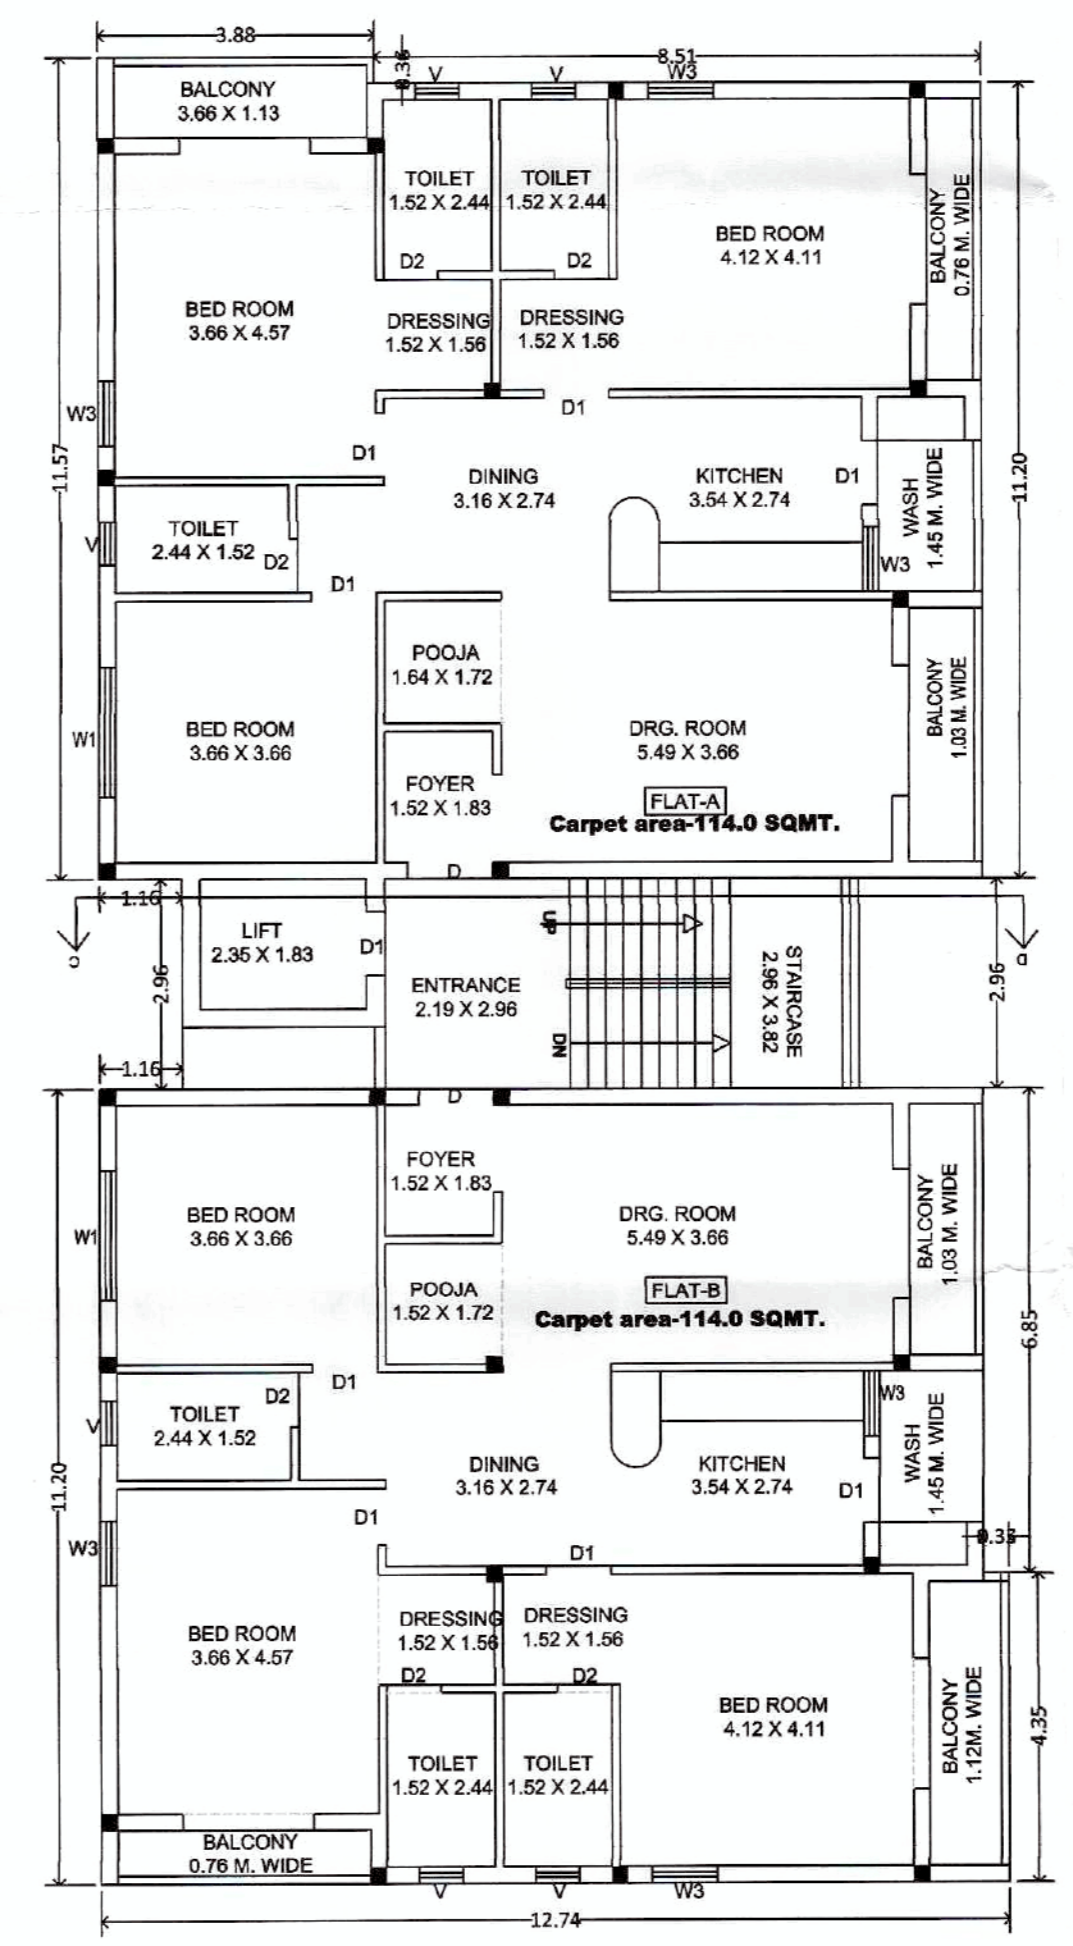 3.88
8.51
0.36
V
V
W3
BALCONY
3.66 X 1.13
TOILET
1.52 X 2.44
TOILET
1.52 X 2.44
BED ROOM
4.12 X 4.11
BALCONY
0.76 M. WIDE
D2
D2
BED ROOM
3.66 X 4.57
DRESSING
1.52 X 1.56
DRESSING
1.52 X 1.56
W3
D1
D1
11.57
11.20
DINING
3.16 X 2.74
KITCHEN
3.54 X 2.74
D1
WASH
1.45 M. WIDE
TOILET
2.44 X 1.52
V
D2
W3
D1
POOJA
1.64 X 1.72
BED ROOM
3.66 X 3.66
W1
DRG. ROOM
5.49 X 3.66
BALCONY
1.03 M. WIDE
FOYER
1.52 X 1.83
FLAT-A
Carpet area-114.0 SQMT.
D
1.16
LIFT
2.35 X 1.83
D1
UP
ENTRANCE
2.19 X 2.96
STAIRCASE
2.96 X 3.82
2.96
2.96
a
DN
1.16
D
FOYER
1.52 X 1.83
BED ROOM
3.66 X 3.66
W1
DRG. ROOM
5.49 X 3.66
BALCONY
1.03 M. WIDE
POOJA
1.52 X 1.72
FLAT-B
Carpet area-114.0 SQMT.
6.85
D1
D2
TOILET
2.44 X 1.52
V
W3
WASH
1.45 M. WIDE
DINING
3.16 X 2.74
KITCHEN
3.54 X 2.74
D1
11.20
D1
W3
D1
BED ROOM
3.66 X 4.57
DRESSING
1.52 X 1.56
DRESSING
1.52 X 1.56
D2
D2
BED ROOM
4.12 X 4.11
BALCONY
1.12M. WIDE
4.35
TOILET
1.52 X 2.44
TOILET
1.52 X 2.44
BALCONY
0.76 M. WIDE
V
V
W3
12.74